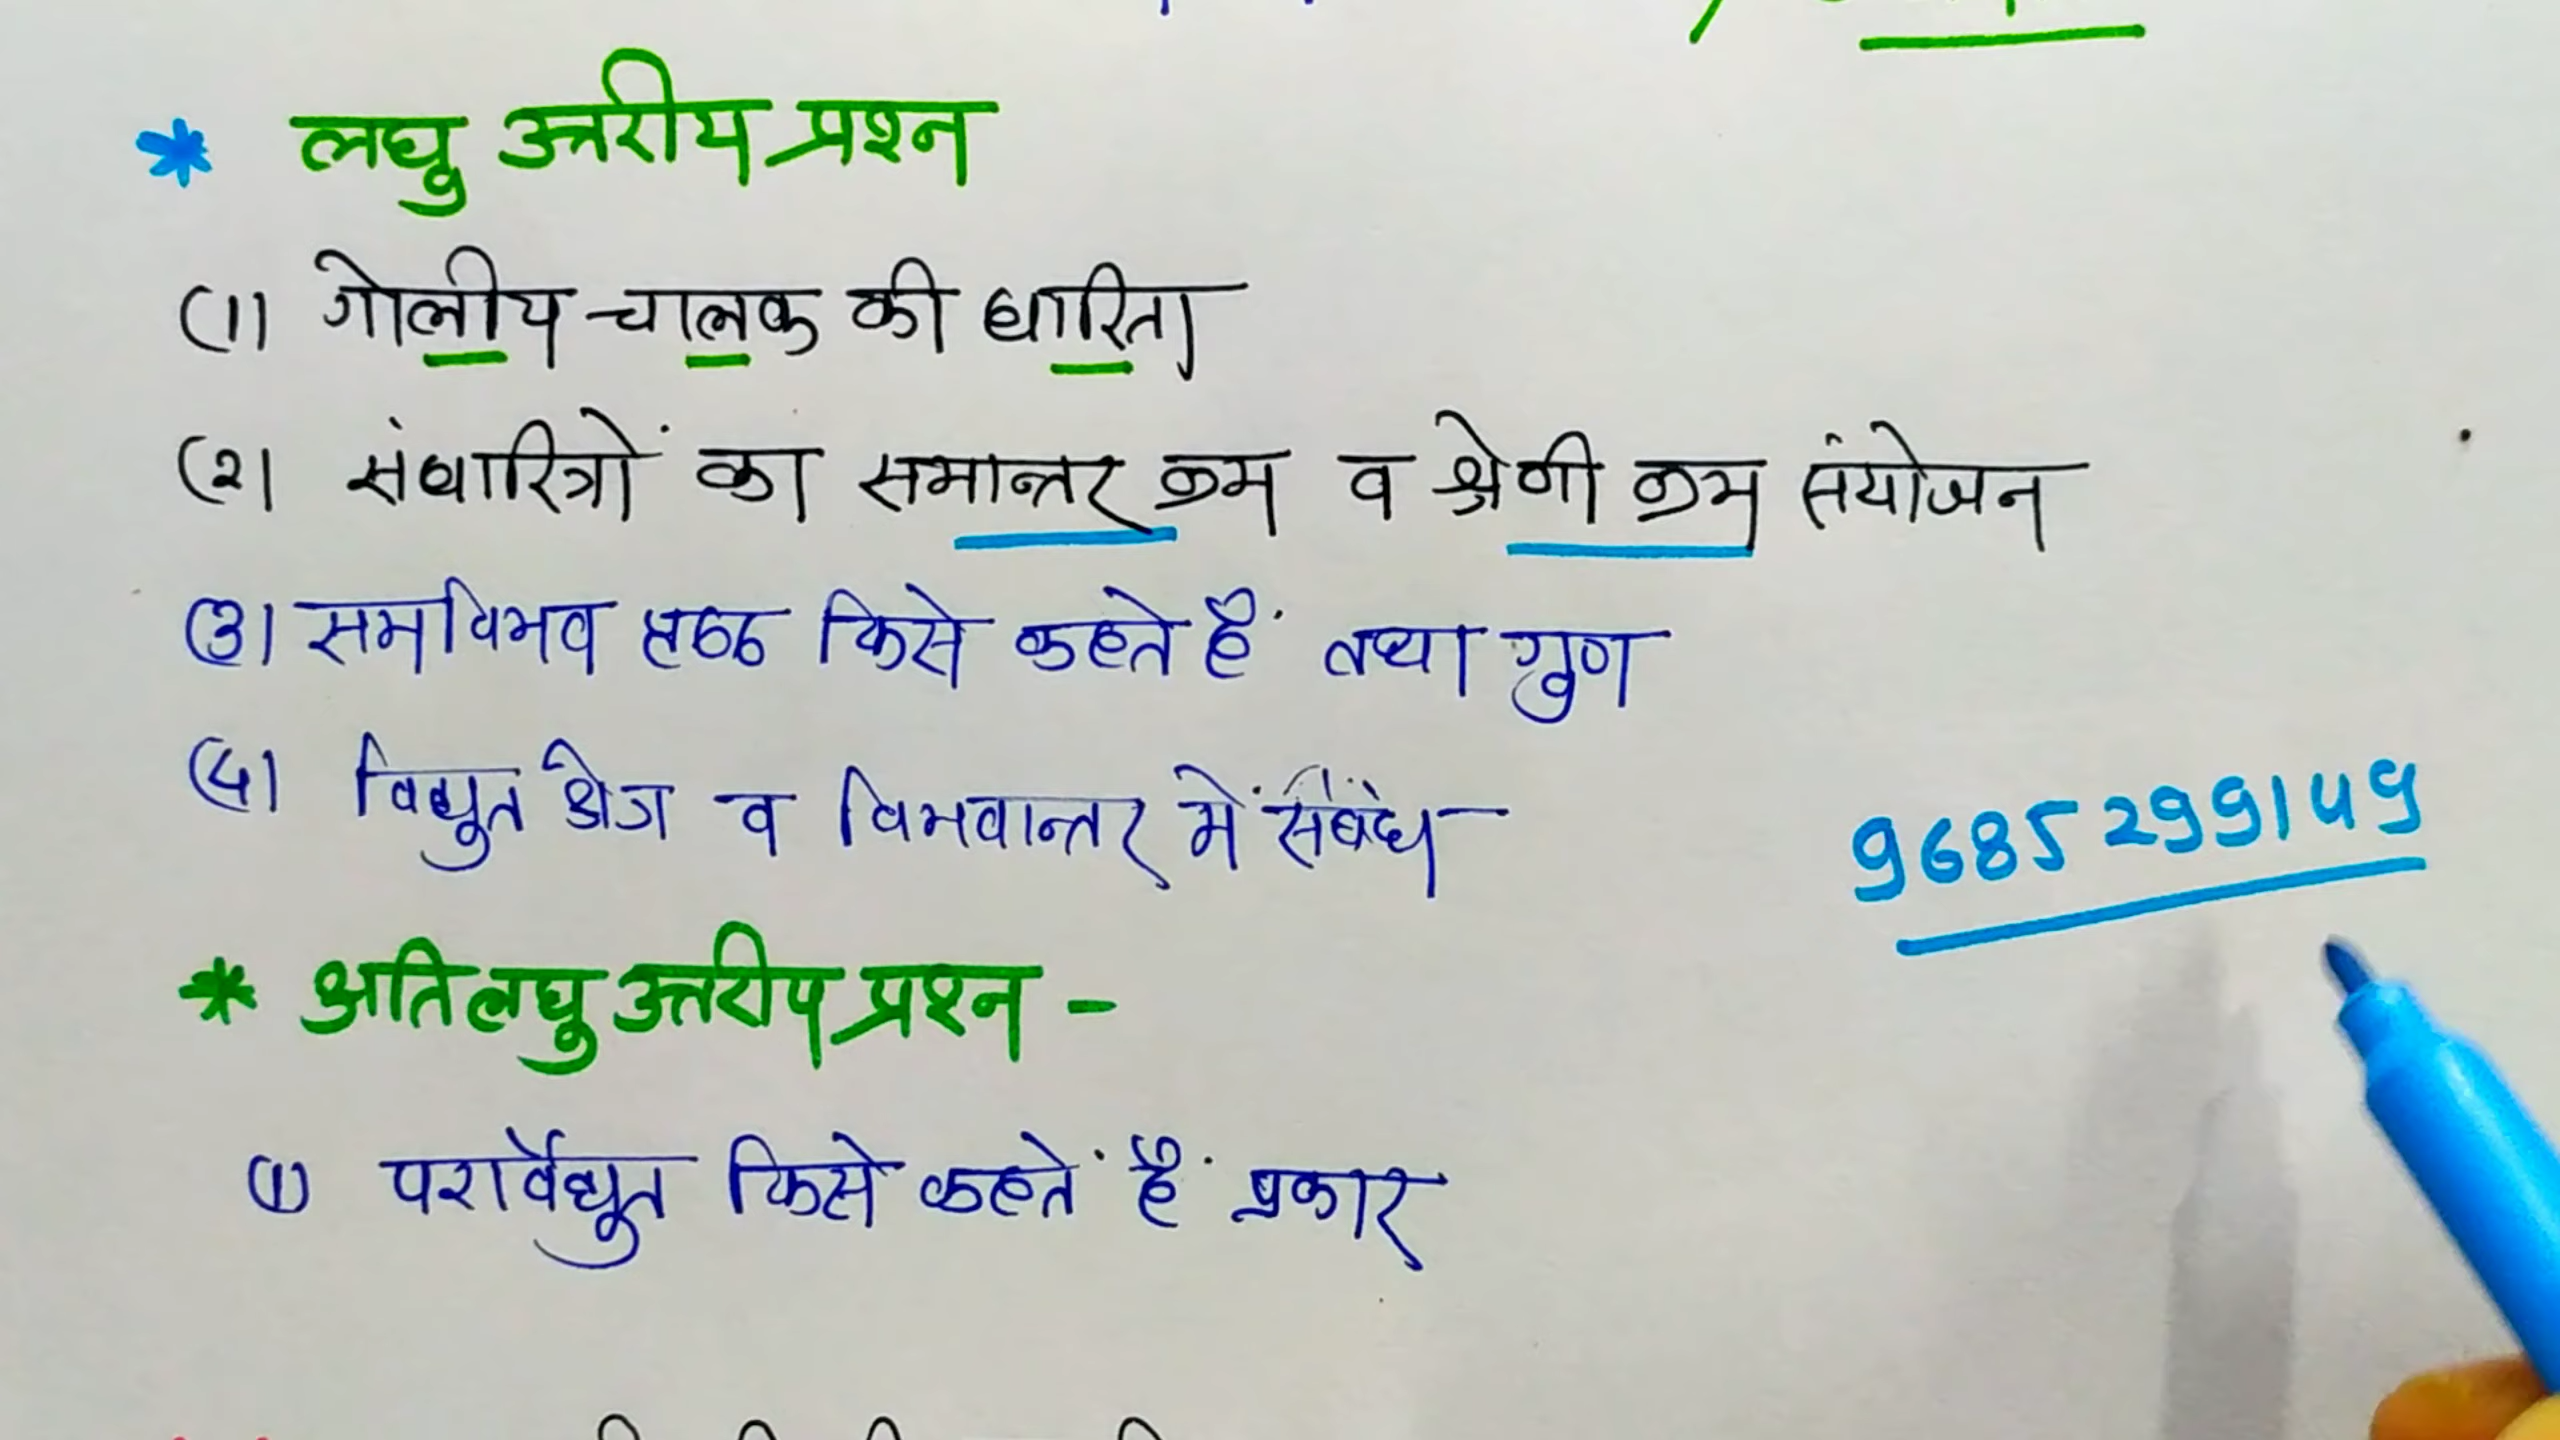 * लघु उत्तरीय प्रश्न
(1) गोलीय चालक की धारिता
(2) संधारित्रों का समान्तर क्रम व श्रेणी क्रम संयोजन
(3) समविभव पृष्ठ किसे कहते हैं तथा गुण
(4) विद्युत क्षेत्र व विभवान्तर में संबंध
9685299149
* अतिलघु उत्तरीय प्रश्न -
(1) परावैद्युत किसे कहतें हैं प्रकार